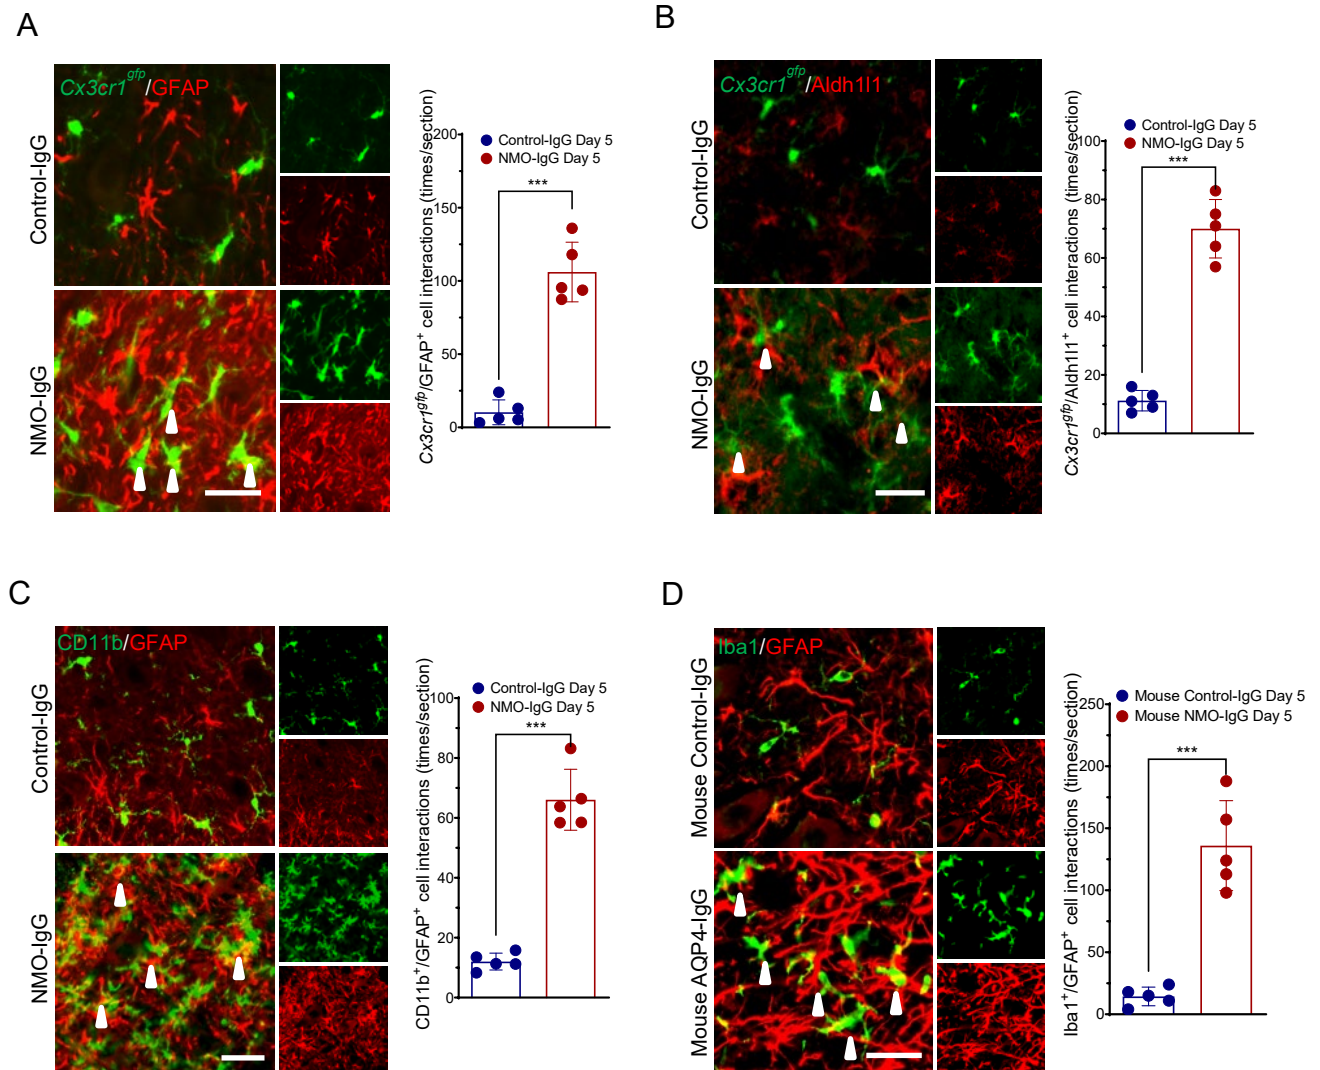 A
Cx3cr1gfp/GFAP
Control-IgG
NMO-IgG
Cx3cr1gfp/GFAP+ cell interactions (times/section)
200
150
100
50
0
Control-IgG Day 5
NMO-IgG Day 5
***
B
Cx3cr1gfp/Aldh1l1
Control-IgG
NMO-IgG
Cx3cr1gfp/Aldh1l1+ cell interactions (times/section)
100
80
60
40
20
0
Control-IgG Day 5
NMO-IgG Day 5
***
C
CD11b/GFAP
Control-IgG
NMO-IgG
CD11b+/GFAP+ cell interactions (times/section)
100
80
60
40
20
0
Control-IgG Day 5
NMO-IgG Day 5
***
D
Iba1/GFAP
Mouse Control-IgG
Mouse AQP4-IgG
Iba1+/GFAP+ cell interactions (times/section)
250
200
150
100
50
0
Mouse Control-IgG Day 5
Mouse NMO-IgG Day 5
***